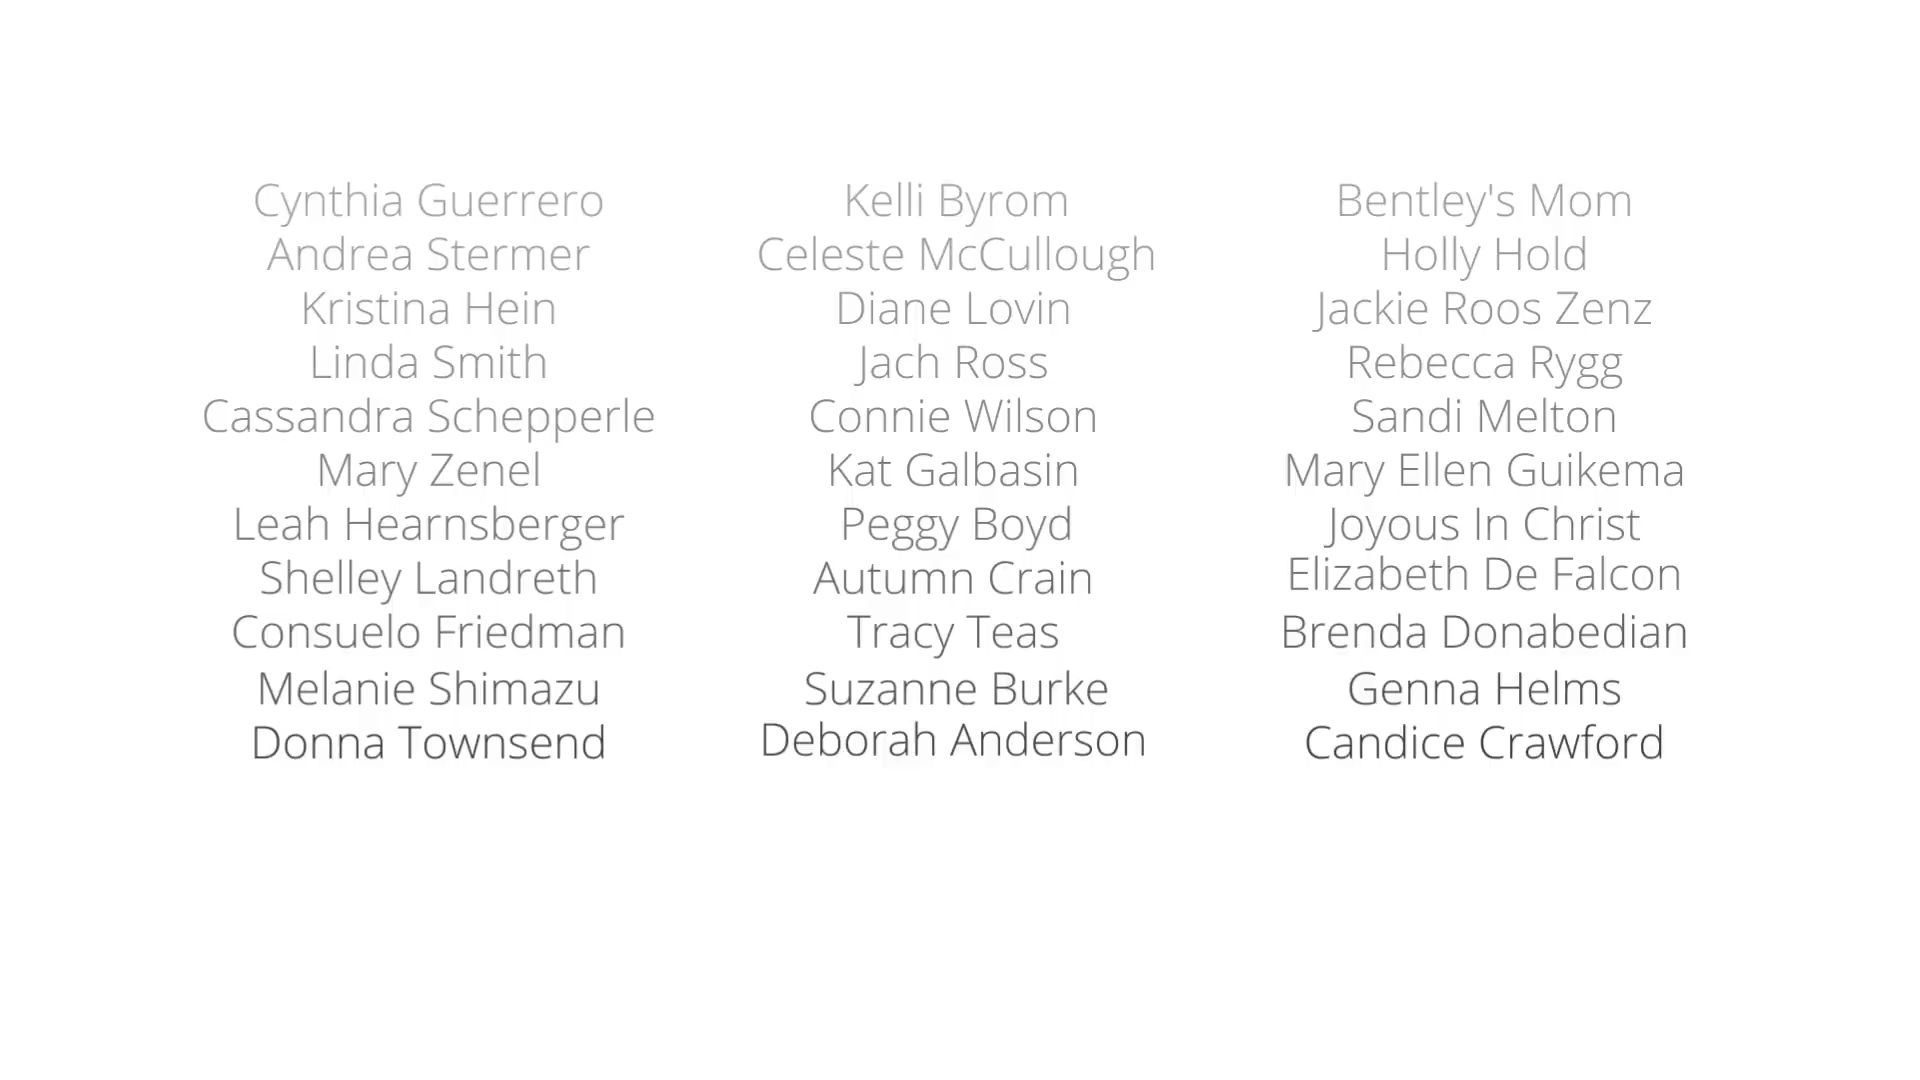 Cynthia Guerrero
Andrea Stermer
Kristina Hein
Linda Smith
Cassandra Schepperle
Mary Zenel
Leah Hearnsberger
Shelley Landreth
Consuelo Friedman
Melanie Shimazu
Donna Townsend
Kelli Byrom
Celeste McCullough
Diane Lovin
Jach Ross
Connie Wilson
Kat Galbasin
Peggy Boyd
Autumn Crain
Tracy Teas
Suzanne Burke
Deborah Anderson
Bentley's Mom
Holly Hold
Jackie Roos Zenz
Rebecca Rygg
Sandi Melton
Mary Ellen Guikema
Joyous In Christ
Elizabeth De Falcon
Brenda Donabedian
Genna Helms
Candice Crawford